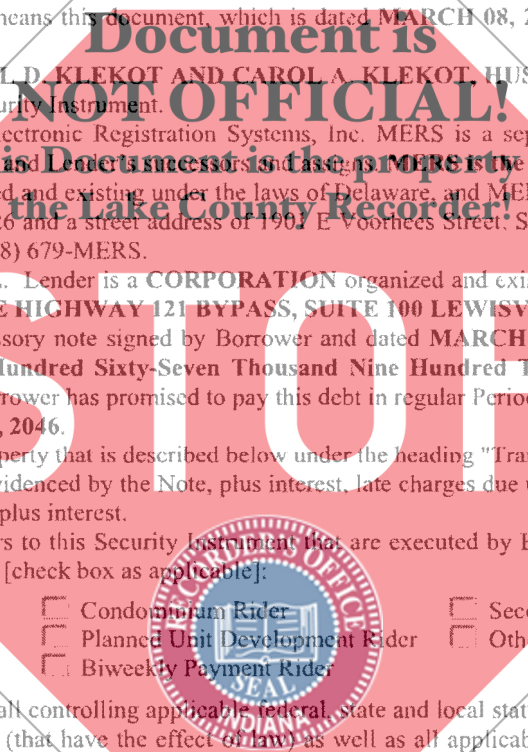 means this document, which is dated MARCH 08, 2
Document is
D. KLEKOT AND CAROL A. KLEKOT, HUS
urity Instrument.
NOT OFFICIAL!
lectronic Registration Systems, Inc. MERS is a sep
is Document is the property
and Lender's successors and assigns. MERS is the
ed and existing under the laws of Delaware, and ME
the Lake County Recorder!
26 and a street address of 1901 E Voorhees Street, S
8) 679-MERS.
Lender is a CORPORATION organized and exis
E HIGHWAY 121 BYPASS, SUITE 100 LEWISV
STOP
ssory note signed by Borrower and dated MARCH
Hundred Sixty-Seven Thousand Nine Hundred T
rrower has promised to pay this debt in regular Period
, 2046.
perty that is described below under the heading "Tran
videnced by the Note, plus interest, late charges due u
plus interest.
rs to this Security Instrument that are executed by B
[check box as applicable]:
Condominium Rider Seco
Planned Unit Development Rider Oth
Biweekly Payment Rider
RECORDER'S OFFICE
SEAL
INDIANA
all controlling applicable federal, state and local stat
(that have the effect of law) as well as all applicab